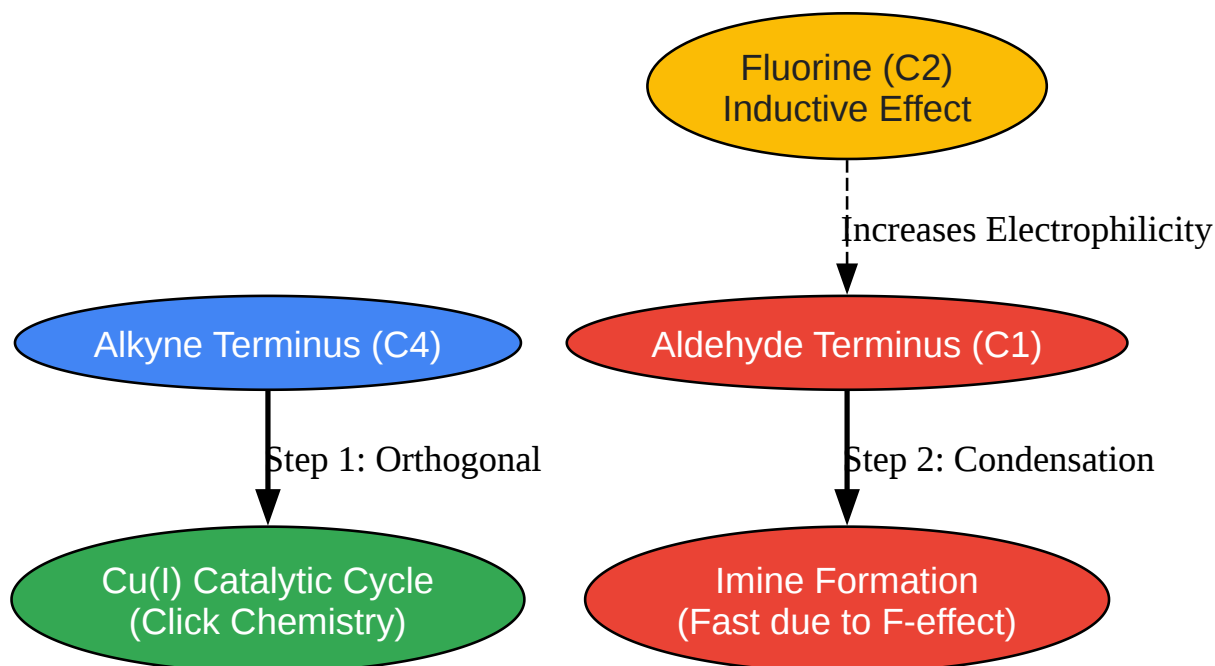 Fluorine (C2)
Inductive Effect
Increases Electrophilicity
Alkyne Terminus (C4)
Aldehyde Terminus (C1)
Step 1: Orthogonal
Step 2: Condensation
Cu(I) Catalytic Cycle
(Click Chemistry)
Imine Formation
(Fast due to F-effect)